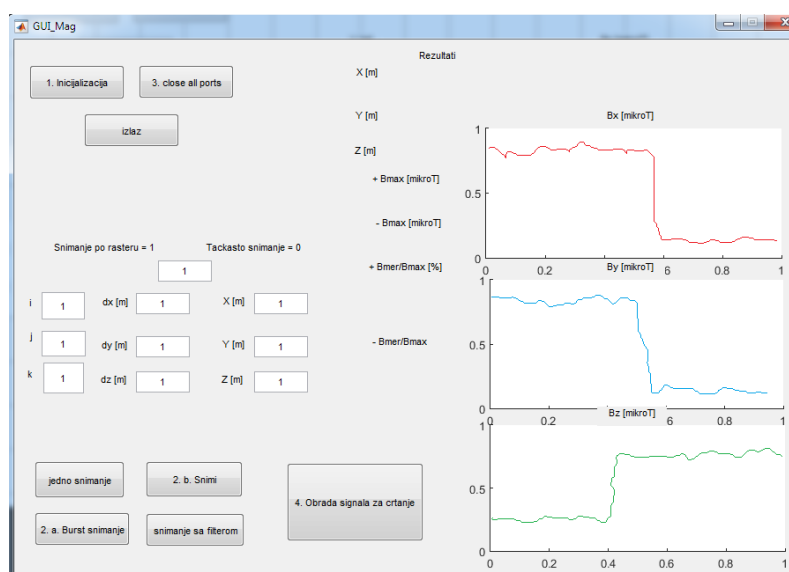 GUI_Mag
Rezultati
1. Inicijalizacija
3. close all ports
izlaz
X [m]
Y [m]
Z [m]
+ Bmax [mikroT]
- Bmax [mikroT]
+ Bmer/Bmax [%]
- Bmer/Bmax
Snimanje po rasteru = 1
Tackasto snimanje = 0
1
i
1
dx [m]
1
X [m]
1
j
1
dy [m]
1
Y [m]
1
k
1
dz [m]
1
Z [m]
1
jedno snimanje
2. b. Snimi
2. a. Burst snimanje
snimanje sa filterom
4. Obrada signala za crtanje
Bx [mikroT]
1
0.5
0
0 0.2 0.4 0.6 0.8 1
By [mikroT]
1
0.5
0
0 0.2 6 0.8 1
Bz [mikroT]
1
0.5
0
0 0.2 0.4 0.6 0.8 1